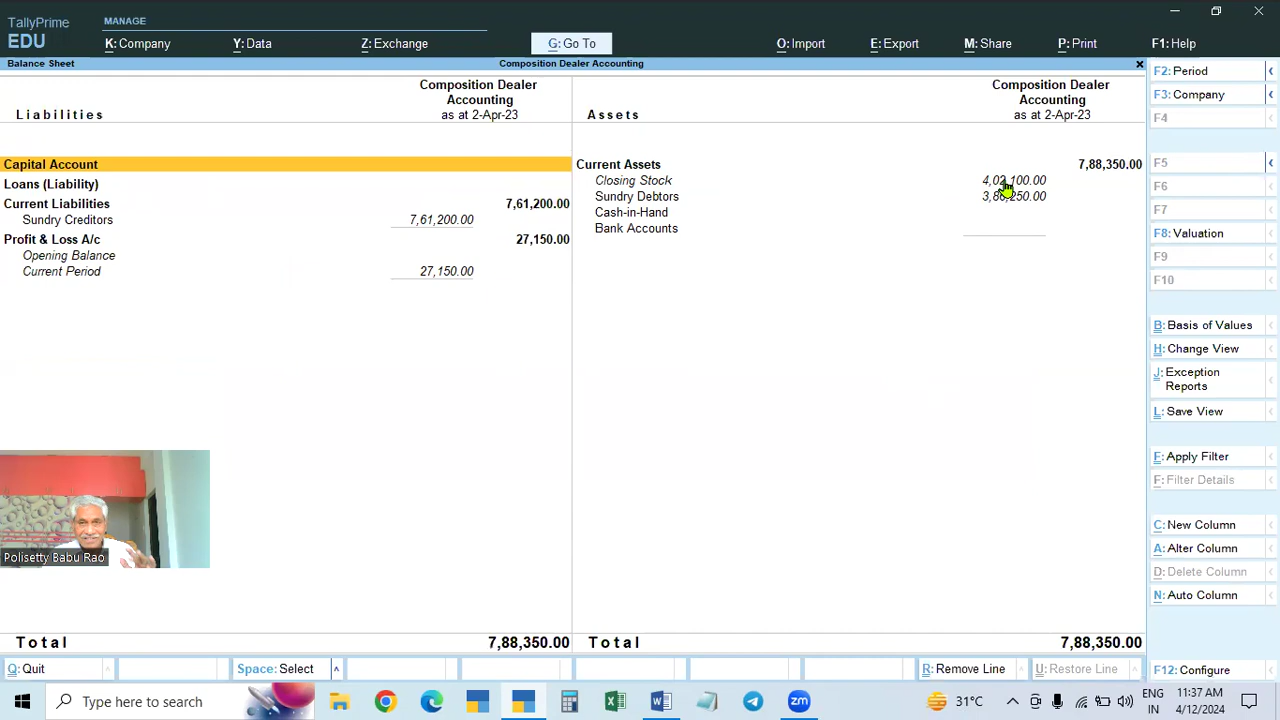 TallyPrime
EDU
MANAGE
K: Company
Y: Data
Z: Exchange
G: Go To
O: Import
E: Export
M: Share
P: Print
F1: Help
Balance Sheet
Composition Dealer Accounting
Liabilities
Composition Dealer
Accounting
as at 2-Apr-23
Assets
Composition Dealer
Accounting
as at 2-Apr-23
Capital Account
Loans (Liability)
Current Liabilities 7,61,200.00
Sundry Creditors 7,61,200.00
Profit & Loss A/c 27,150.00
Opening Balance
Current Period 27,150.00
Current Assets 7,88,350.00
Closing Stock
Sundry Debtors
Cash-in-Hand
Bank Accounts
Polisetty Babu Rao
Total 7,88,350.00
Total 7,88,350.00
F2: Period
F3: Company
F4
F5
F6
F7
F8: Valuation
F9
F10
B: Basis of Values
H: Change View
J: Exception
Reports
L: Save View
F: Apply Filter
F: Filter Details
C: New Column
A: Alter Column
D: Delete Column
N: Auto Column
Q: Quit
Space: Select
R: Remove Line
U: Restore Line
F12: Configure
Type here to search
31°C
ENG
IN
11:37 AM
4/12/2024